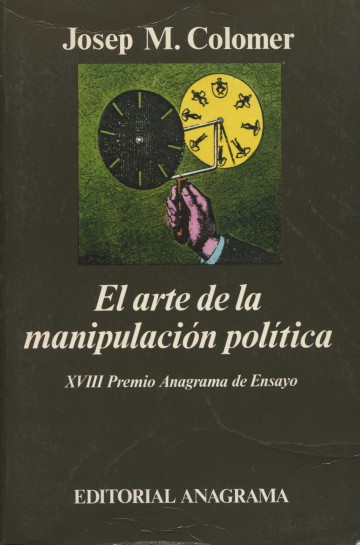 Josep M. Colomer
El arte de la
manipulación política
XVIII Premio Anagrama de Ensayo
EDITORIAL ANAGRAMA